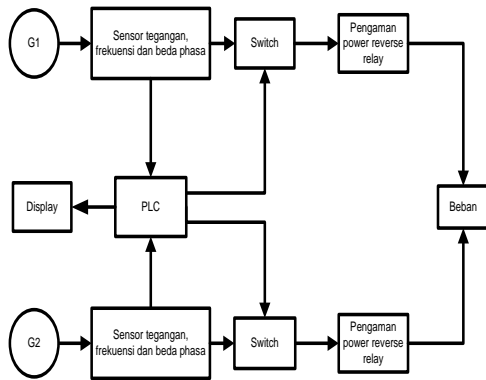 G1
Sensor tegangan,
frekuensi dan beda phasa
Switch
Pengaman
power reverse
relay
Display
PLC
Beban
G2
Sensor tegangan,
frekuensi dan beda phasa
Switch
Pengaman
power reverse
relay